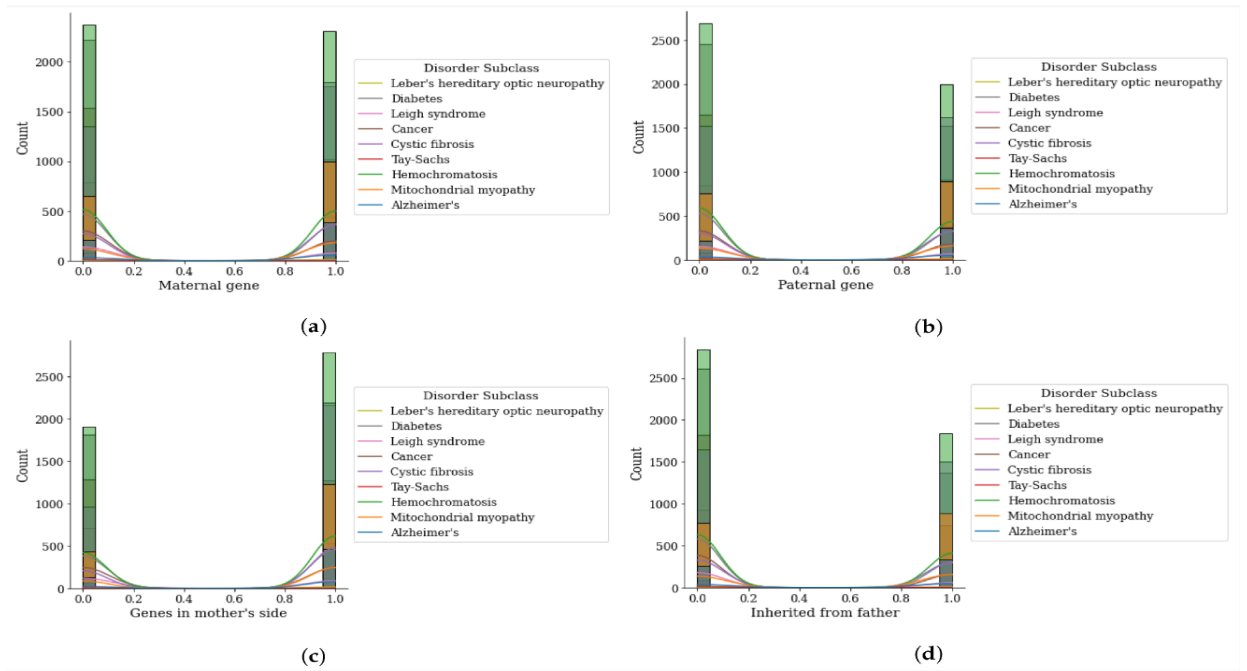 2000
1500
1000
500
0
Count
0.0 0.2 0.4 0.6 0.8 1.0
Maternal gene
Disorder Subclass
Leber's hereditary optic neuropathy
Diabetes
Leigh syndrome
Cancer
Cystic fibrosis
Tay-Sachs
Hemochromatosis
Mitochondrial myopathy
Alzheimer's
(a)
2500
2000
1500
1000
500
0
Count
0.0 0.2 0.4 0.6 0.8 1.0
Paternal gene
Disorder Subclass
Leber's hereditary optic neuropathy
Diabetes
Leigh syndrome
Cancer
Cystic fibrosis
Tay-Sachs
Hemochromatosis
Mitochondrial myopathy
Alzheimer's
(b)
2500
2000
1500
1000
500
0
Count
0.0 0.2 0.4 0.6 0.8 1.0
Genes in mother's side
Disorder Subclass
Leber's hereditary optic neuropathy
Diabetes
Leigh syndrome
Cancer
Cystic fibrosis
Tay-Sachs
Hemochromatosis
Mitochondrial myopathy
Alzheimer's
(c)
2500
2000
1500
1000
500
0
Count
0.0 0.2 0.4 0.6 0.8 1.0
Inherited from father
Disorder Subclass
Leber's hereditary optic neuropathy
Diabetes
Leigh syndrome
Cancer
Cystic fibrosis
Tay-Sachs
Hemochromatosis
Mitochondrial myopathy
Alzheimer's
(d)